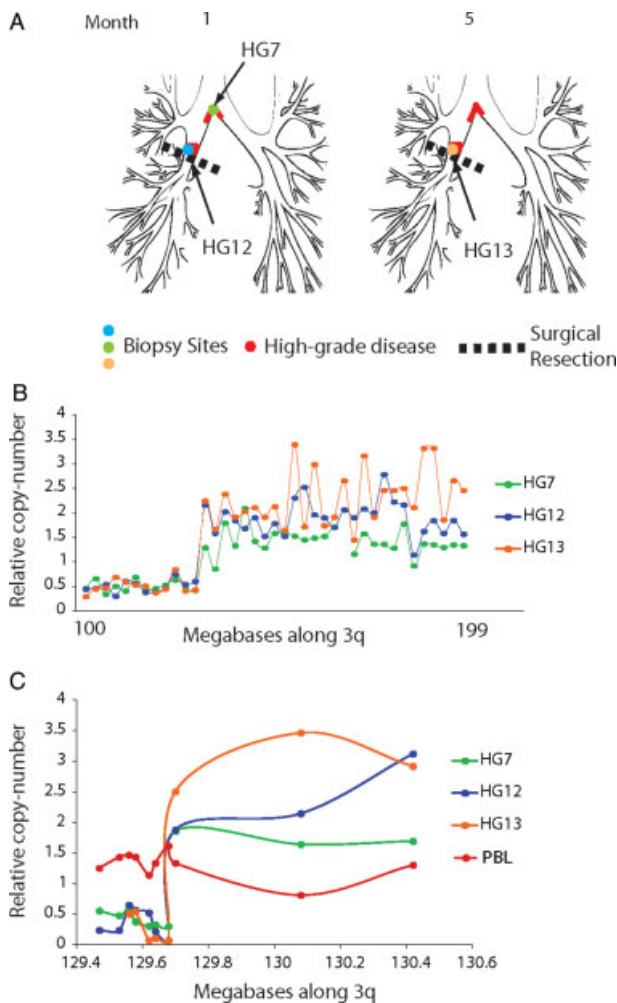 A
Month 1 5
HG7
HG12 HG13
Biopsy Sites High-grade disease Surgical
Resection
B
Relative copy-number
4
3.5
3
2.5
2
1.5
1
0.5
0
HG7
HG12
HG13
100 Megabases along 3q 199
C
Relative copy-number
4
3.5
3
2.5
2
1.5
1
0.5
0
HG7
HG12
HG13
PBL
129.4 129.6 129.8 130.0 130.2 130.4 130.6
Megabases along 3q